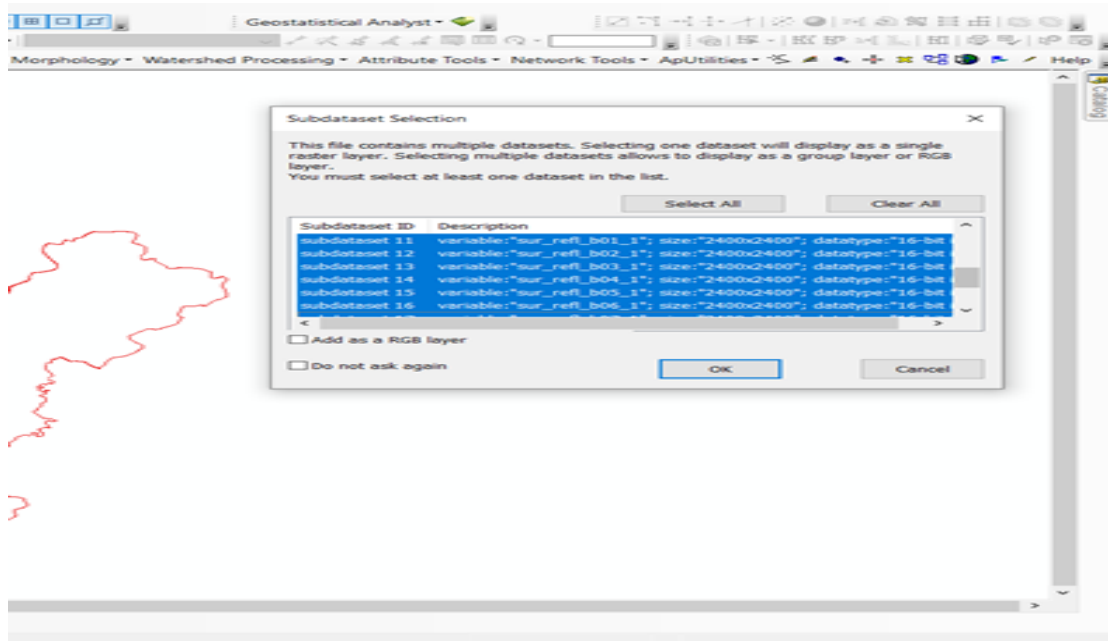 Geostatistical Analyst
Morphology Watershed Processing Attribute Tools Network Tools ApUtilities Help
Catalog
Subdataset Selection
This file contains multiple datasets. Selecting one dataset will display as a single
raster layer. Selecting multiple datasets allows to display as a group layer or RGB
layer.
You must select at least one dataset in the list.
Select All Clear All
Subdataset ID Description
subdataset 11 variable:"sur_refl_b01_1"; size:"2400x2400"; datatype:"16-bit
subdataset 12 variable:"sur_refl_b02_1"; size:"2400x2400"; datatype:"16-bit
subdataset 13 variable:"sur_refl_b03_1"; size:"2400x2400"; datatype:"16-bit
subdataset 14 variable:"sur_refl_b04_1"; size:"2400x2400"; datatype:"16-bit
subdataset 15 variable:"sur_refl_b05_1"; size:"2400x2400"; datatype:"16-bit
subdataset 16 variable:"sur_refl_b06_1"; size:"2400x2400"; datatype:"16-bit
Add as a RGB layer
Do not ask again
OK Cancel